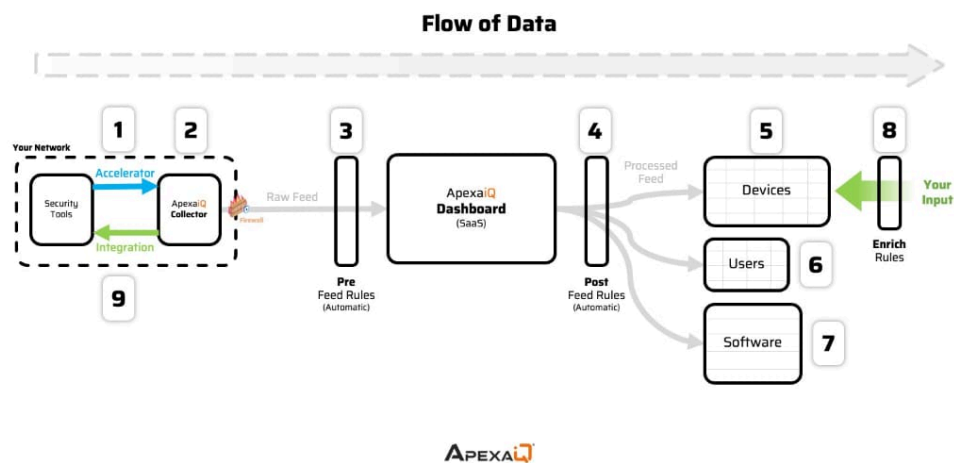 Flow of Data
1
2
3
4
5
8
Your Network
Accelerator
Security
Tools
ApexaiQ
Collector
Integration
Firewall
Raw Feed
ApexaiQ
Dashboard
(SaaS)
Processed
Feed
Devices
Your
Input
Users
6
Enrich
Rules
9
Pre
Feed Rules
(Automatic)
Post
Feed Rules
(Automatic)
Software
7
APEXAIQ